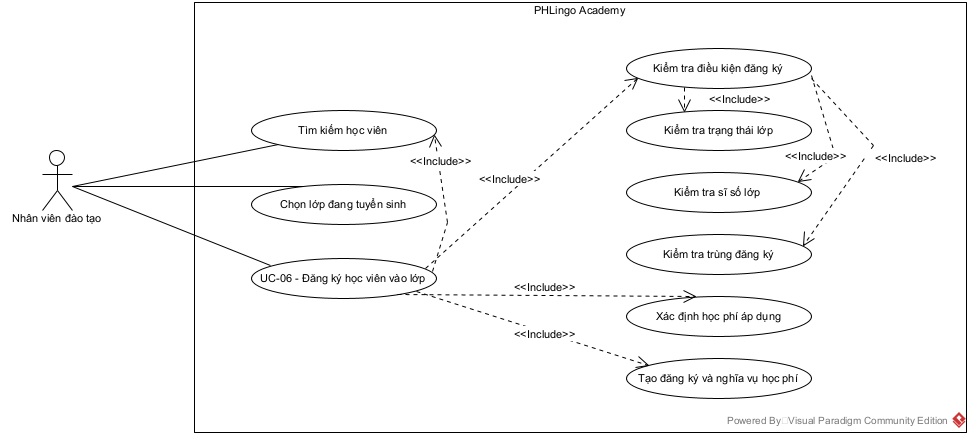 PHLingo Academy
Kiểm tra điều kiện đăng ký
<<Include>>
Tìm kiếm học viên
Kiểm tra trạng thái lớp
<<Include>>
<<Include>>
<<Include>>
<<Include>>
Kiểm tra sĩ số lớp
Chọn lớp đang tuyển sinh
Nhân viên đào tạo
Kiểm tra trùng đăng ký
UC-06 - Đăng ký học viên vào lớp
<<Include>>
Xác định học phí áp dụng
<<Include>>
Tạo đăng ký và nghĩa vụ học phí
Powered By Visual Paradigm Community Edition